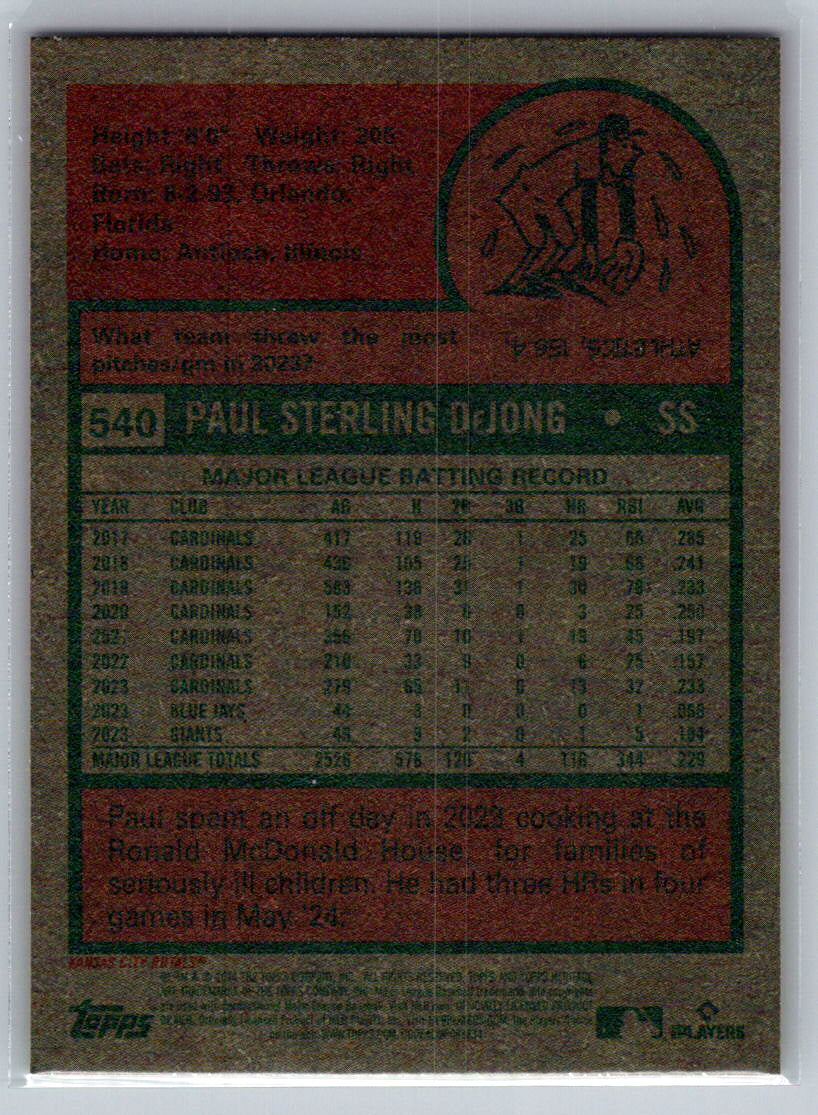 Height: 6'0" Weight: 205
Bats: Right Throws: Right
Born: 8-2-93, Orlando,
Florida
Home: Antioch, Illinois
What team threw the most
pitches/gm in 2023?
ATHLETICS, 156.4.
540 PAUL STERLING DeJONG • SS
MAJOR LEAGUE BATTING RECORD
YEAR CLUB AB H 2B 3B HR RBI AVG
2017 CARDINALS 417 119 26 1 25 65 .285
2018 CARDINALS 436 105 25 1 19 68 .241
2019 CARDINALS 583 136 31 1 30 78 .233
2020 CARDINALS 152 38 6 0 3 25 .250
2021 CARDINALS 356 70 10 1 19 45 .197
2022 CARDINALS 210 33 9 0 6 25 .157
2023 CARDINALS 279 65 11 0 13 32 .233
2023 BLUE JAYS 44 3 0 0 0 1 .068
2023 GIANTS 49 9 2 0 1 5 .184
MAJOR LEAGUE TOTALS 2526 578 120 4 116 344 .229
Paul spent an off day in 2023 cooking at the
Ronald McDonald House, for families of
seriously ill children. He had three HRs in four
games in May '24.
KANSAS CITY ROYALS®
topps
PLAYERS